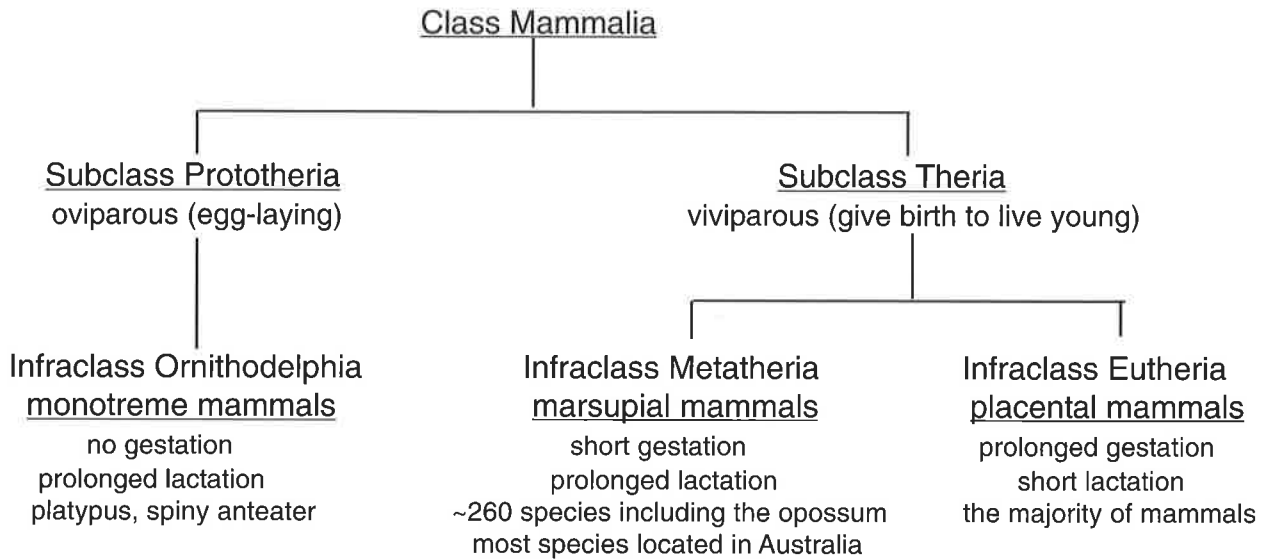 Class Mammalia
Subclass Prototheria
oviparous (egg-laying)
Subclass Theria
viviparous (give birth to live young)
Infraclass Ornithodelphia
monotreme mammals
no gestation
prolonged lactation
platypus, spiny anteater
Infraclass Metatheria
marsupial mammals
short gestation
prolonged lactation
~260 species including the opossum
most species located in Australia
Infraclass Eutheria
placental mammals
prolonged gestation
short lactation
the majority of mammals